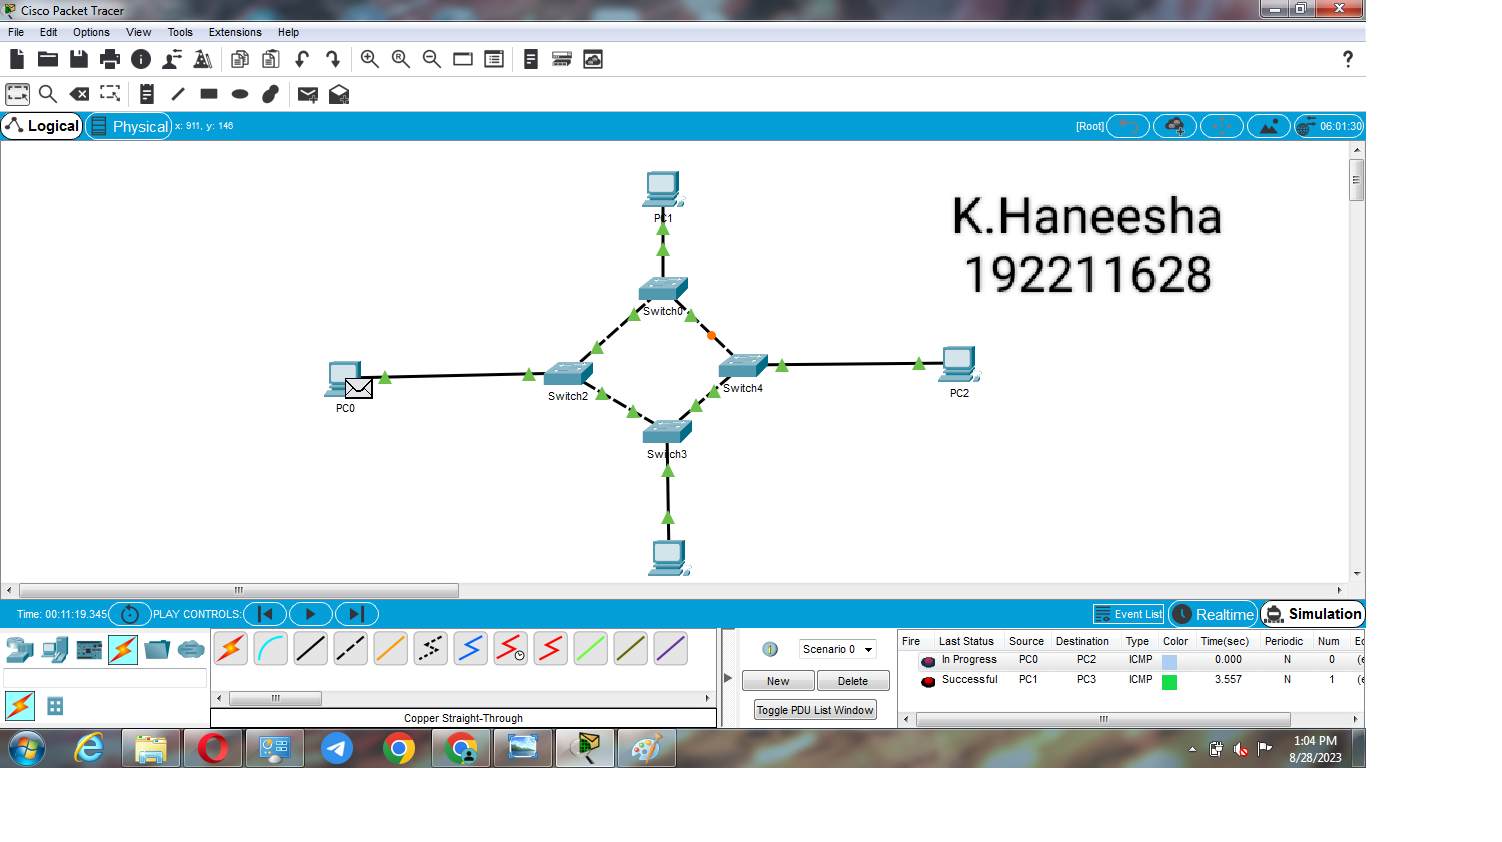 Cisco Packet Tracer
File Edit Options View Tools Extensions Help
Logical Physical x: 911, y: 146 [Root] 06:01:30
PC1
K.Haneesha
192211628
Switch0
Switch4
PC2
Switch2
PC0
Switch3
Time: 00:11:19.345 PLAY CONTROLS: Event List Realtime Simulation
Fire Last Status Source Destination Type Color Time(sec) Periodic Num
Scenario 0
In Progress PC0 PC2 ICMP 0.000 N 0
Successful PC1 PC3 ICMP 3.557 N 1
New Delete
Toggle PDU List Window
Copper Straight-Through
1:04 PM
8/28/2023